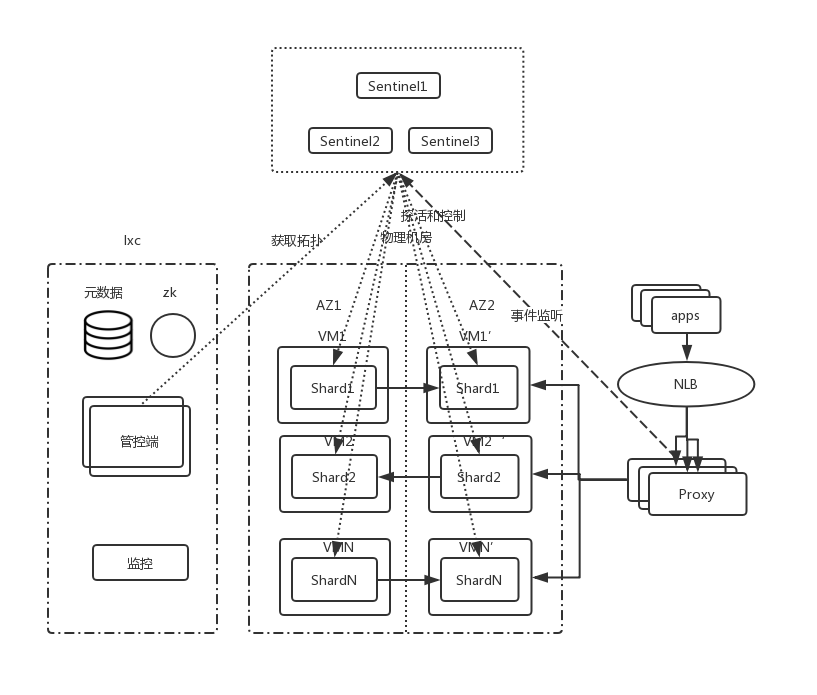 Sentinel1
Sentinel2
Sentinel3
探活和控制
物理机房
获取拓扑
lxc
元数据
zk
管控端
监控
AZ1
AZ2
VM1
VM1′
Shard1
Shard1
VM2
VM2 ′
Shard2
Shard2
VMN
VMN′
ShardN
ShardN
事件监听
apps
NLB
Proxy